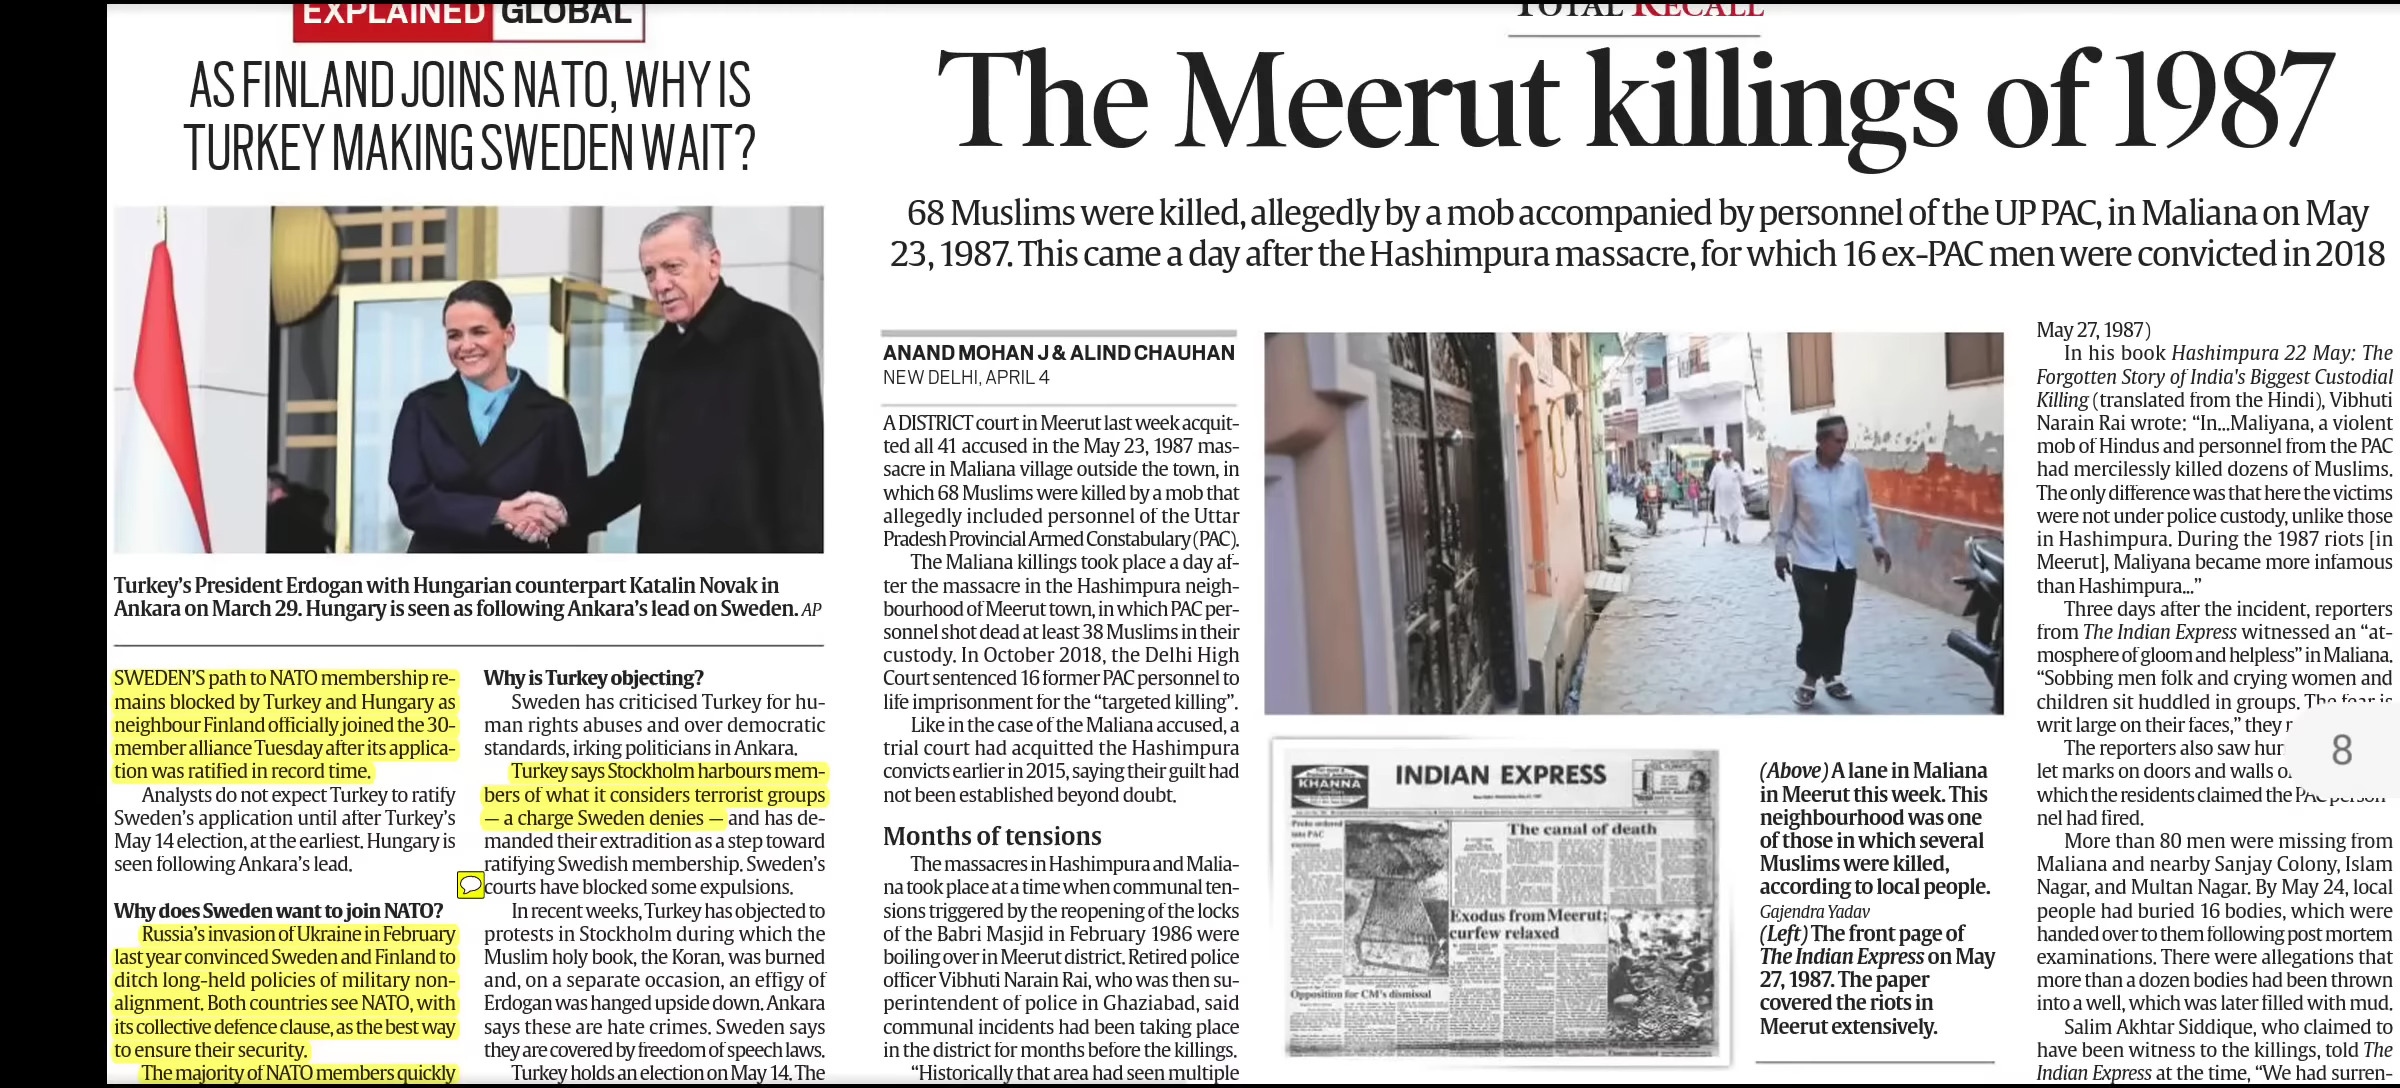 EXPLAINED GLOBAL
AS FINLAND JOINS NATO, WHY IS
TURKEY MAKING SWEDEN WAIT?
Turkey's President Erdogan with Hungarian counterpart Katalin Novak in
Ankara on March 29. Hungary is seen as following Ankara's lead on Sweden. AP
SWEDEN'S path to NATO membership re-
mains blocked by Turkey and Hungary as
neighbour Finland officially joined the 30-
member alliance Tuesday after its applica-
tion was ratified in record time.
Analysts do not expect Turkey to ratify
Sweden's application until after Turkey's
May 14 election, at the earliest. Hungary is
seen following Ankara's lead.
Why does Sweden want to join NATO?
Russia's invasion of Ukraine in February
last year convinced Sweden and Finland to
ditch long-held policies of military non-
alignment. Both countries see NATO, with
its collective defence clause, as the best way
to ensure their security.
The majority of NATO members quickly
Why is Turkey objecting?
Sweden has criticised Turkey for hu-
man rights abuses and over democratic
standards, irking politicians in Ankara.
Turkey says Stockholm harbours mem-
bers of what it considers terrorist groups
— a charge Sweden denies — and has de-
manded their extradition as a step toward
ratifying Swedish membership. Sweden's
courts have blocked some expulsions.
In recent weeks, Turkey has objected to
protests in Stockholm during which the
Muslim holy book, the Koran, was burned
and, on a separate occasion, an effigy of
Erdogan was hanged upside down. Ankara
says these are hate crimes. Sweden says
they are covered by freedom of speech laws.
Turkey holds an election on May 14. The
TOTAL RECALL
The Meerut killings of 1987
68 Muslims were killed, allegedly by a mob accompanied by personnel of the UP PAC, in Maliana on May
23, 1987. This came a day after the Hashimpura massacre, for which 16 ex-PAC men were convicted in 2018
ANAND MOHAN J & ALIND CHAUHAN
NEW DELHI, APRIL 4
A DISTRICT court in Meerut last week acquit-
ted all 41 accused in the May 23, 1987 mas-
sacre in Maliana village outside the town, in
which 68 Muslims were killed by a mob that
allegedly included personnel of the Uttar
Pradesh Provincial Armed Constabulary (PAC).
The Maliana killings took place a day af-
ter the massacre in the Hashimpura neigh-
bourhood of Meerut town, in which PAC per-
sonnel shot dead at least 38 Muslims in their
custody. In October 2018, the Delhi High
Court sentenced 16 former PAC personnel to
life imprisonment for the "targeted killing".
Like in the case of the Maliana accused, a
trial court had acquitted the Hashimpura
convicts earlier in 2015, saying their guilt had
not been established beyond doubt.
Months of tensions
The massacres in Hashimpura and Malia-
na took place at a time when communal ten-
sions triggered by the reopening of the locks
of the Babri Masjid in February 1986 were
boiling over in Meerut district. Retired police
officer Vibhuti Narain Rai, who was then su-
perintendent of police in Ghaziabad, said
communal incidents had been taking place
in the district for months before the killings.
"Historically that area had seen multiple
KHANNA
INDIAN EXPRESS
The canal of death
Exodus from Meerut;
curfew relaxed
Opposition for CM's dismissal
(Above) A lane in Maliana
in Meerut this week. This
neighbourhood was one
of those in which several
Muslims were killed,
according to local people.
Gajendra Yadav
(Left) The front page of
The Indian Express on May
27, 1987. The paper
covered the riots in
Meerut extensively.
May 27, 1987)
In his book Hashimpura 22 May: The
Forgotten Story of India's Biggest Custodial
Killing (translated from the Hindi), Vibhuti
Narain Rai wrote: "In...Maliyana, a violent
mob of Hindus and personnel from the PAC
had mercilessly killed dozens of Muslims.
The only difference was that here the victims
were not under police custody, unlike those
in Hashimpura. During the 1987 riots [in
Meerut], Maliyana became more infamous
than Hashimpura..."
Three days after the incident, reporters
from The Indian Express witnessed an "at-
mosphere of gloom and helpless" in Maliana.
"Sobbing men folk and crying women and
children sit huddled in groups. The fear is
writ large on their faces," they
The reporters also saw
let marks on doors and walls
which the residents claimed the PAC person-
nel had fired.
More than 80 men were missing from
Maliana and nearby Sanjay Colony, Islam
Nagar, and Multan Nagar. By May 24, local
people had buried 16 bodies, which were
handed over to them following post mortem
examinations. There were allegations that
more than a dozen bodies had been thrown
into a well, which was later filled with mud.
Salim Akhtar Siddique, who claimed to
have been witness to the killings, told The
Indian Express at the time, "We had surren-
8